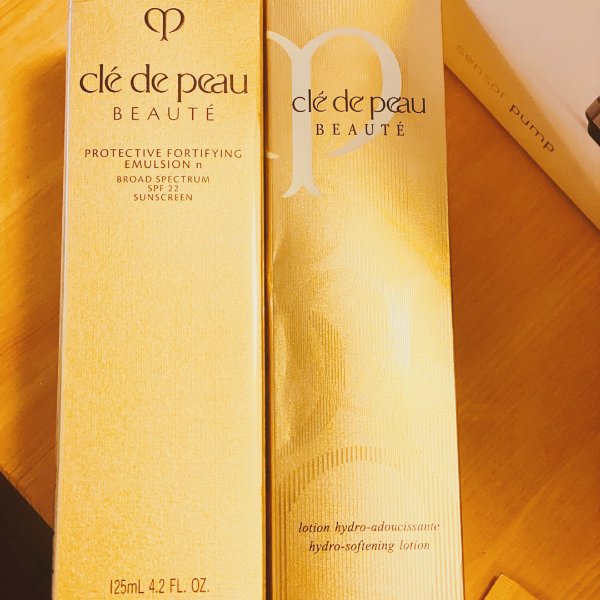 clé de peau
BEAUTÉ
PROTECTIVE FORTIFYING
EMULSION n
BROAD SPECTRUM
SPF 22
SUNSCREEN
125mL 4.2 FL. OZ.
clé de peau
BEAUTÉ
lotion hydro-adoucissante
hydro-softening lotion
sensor pump